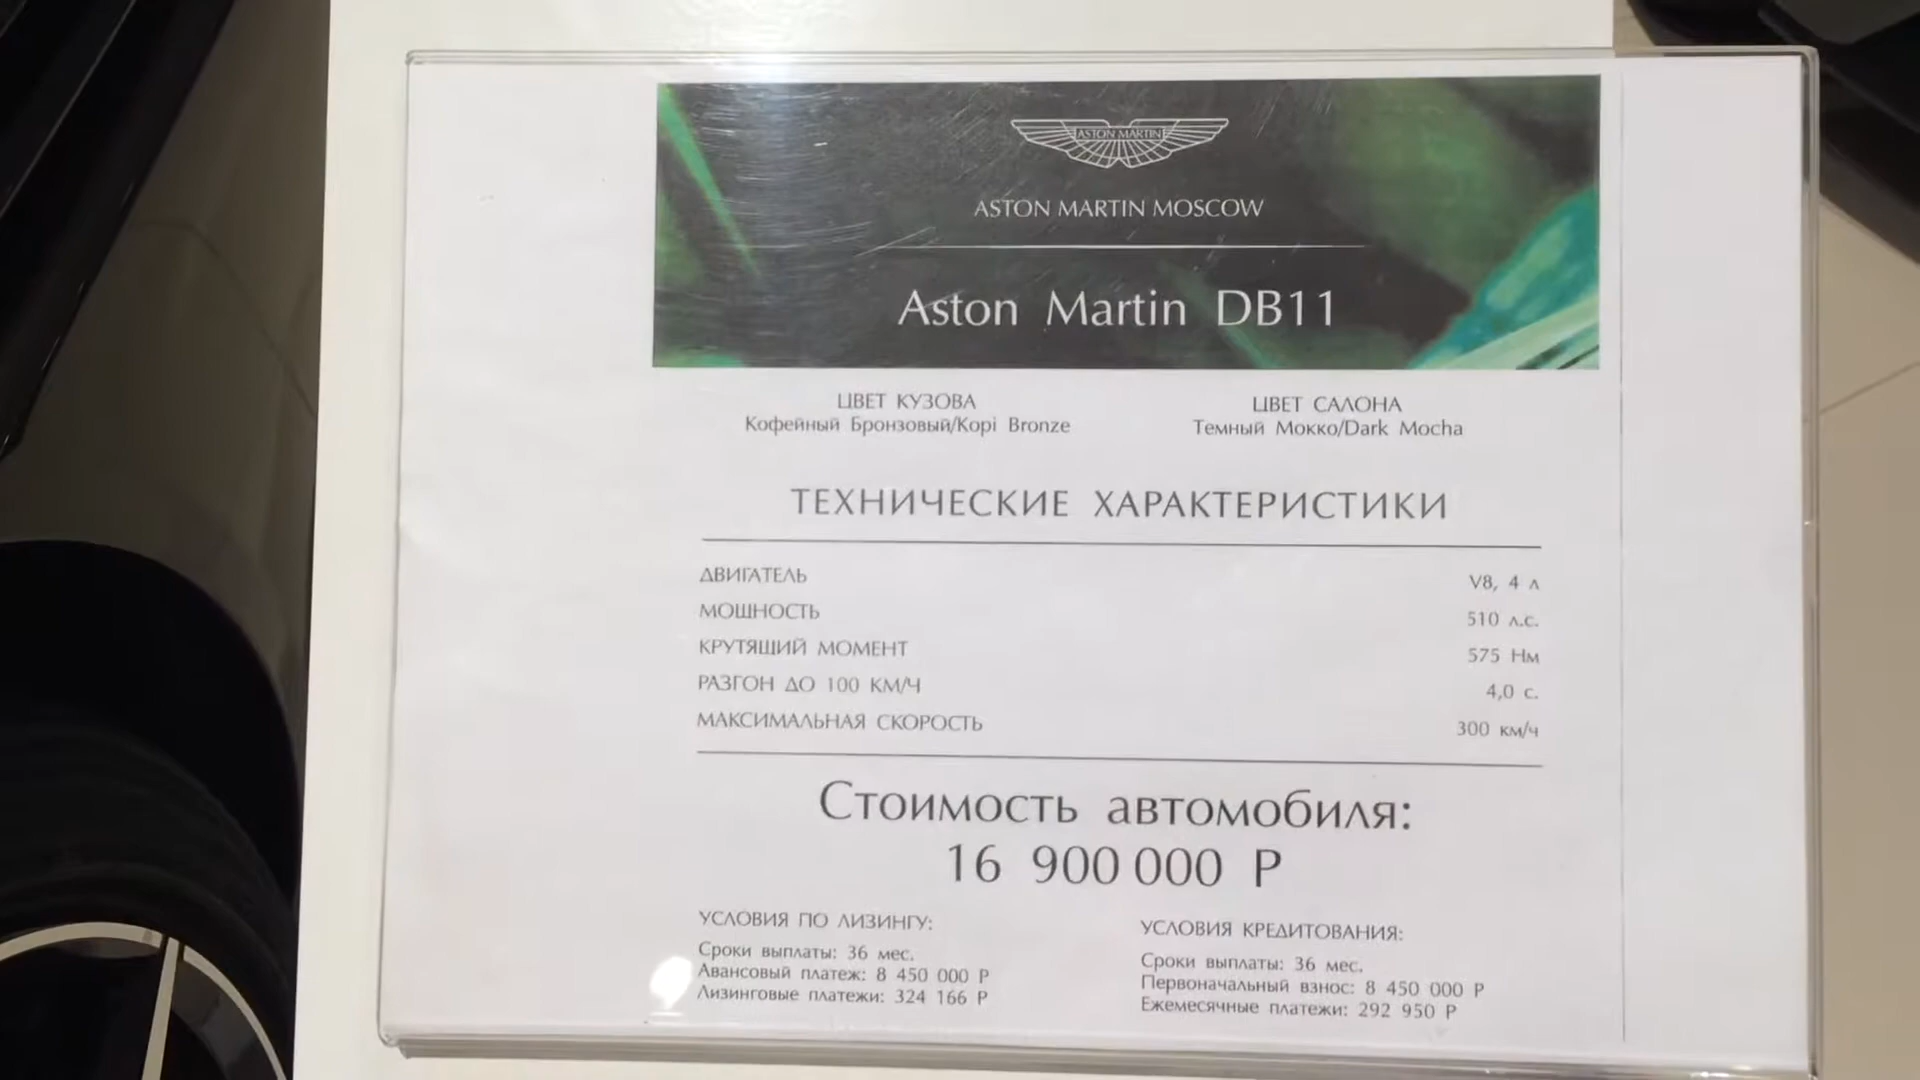 ASTON MARTIN
ASTON MARTIN MOSCOW
Aston Martin DB11
ЦВЕТ КУЗОВА
Кофейный Бронзовый/Kopi Bronze
ЦВЕТ САЛОНА
Темный Мокко/Dark Mocha
ТЕХНИЧЕСКИЕ ХАРАКТЕРИСТИКИ
ДВИГАТЕЛЬ V8, 4 л
МОЩНОСТЬ 510 л.с.
КРУТЯЩИЙ МОМЕНТ 575 Нм
РАЗГОН ДО 100 КМ/Ч 4,0 с.
МАКСИМАЛЬНАЯ СКОРОСТЬ 300 км/ч
Стоимость автомобиля:
16 900 000 Р
УСЛОВИЯ ПО ЛИЗИНГУ:
Сроки выплаты: 36 мес.
Авансовый платеж: 8 450 000 Р
Лизинговые платежи: 324 166 Р
УСЛОВИЯ КРЕДИТОВАНИЯ:
Сроки выплаты: 36 мес.
Первоначальный взнос: 8 450 000 Р
Ежемесячные платежи: 292 950 Р